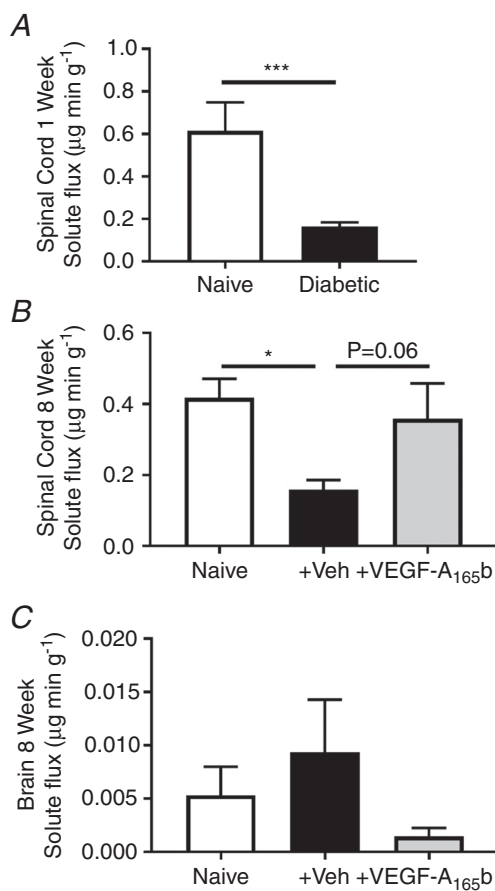 A
Spinal Cord 1 Week
Solute flux (µg min g⁻¹)
1.0
0.8
0.6
0.4
0.2
0.0
***
Naive
Diabetic
B
Spinal Cord 8 Week
Solute flux (µg min g⁻¹)
0.6
0.4
0.2
0.0
*
P=0.06
Naive
+Veh
+VEGF-A₁₆₅b
C
Brain 8 Week
Solute flux (µg min g⁻¹)
0.020
0.015
0.010
0.005
0.000
Naive
+Veh
+VEGF-A₁₆₅b